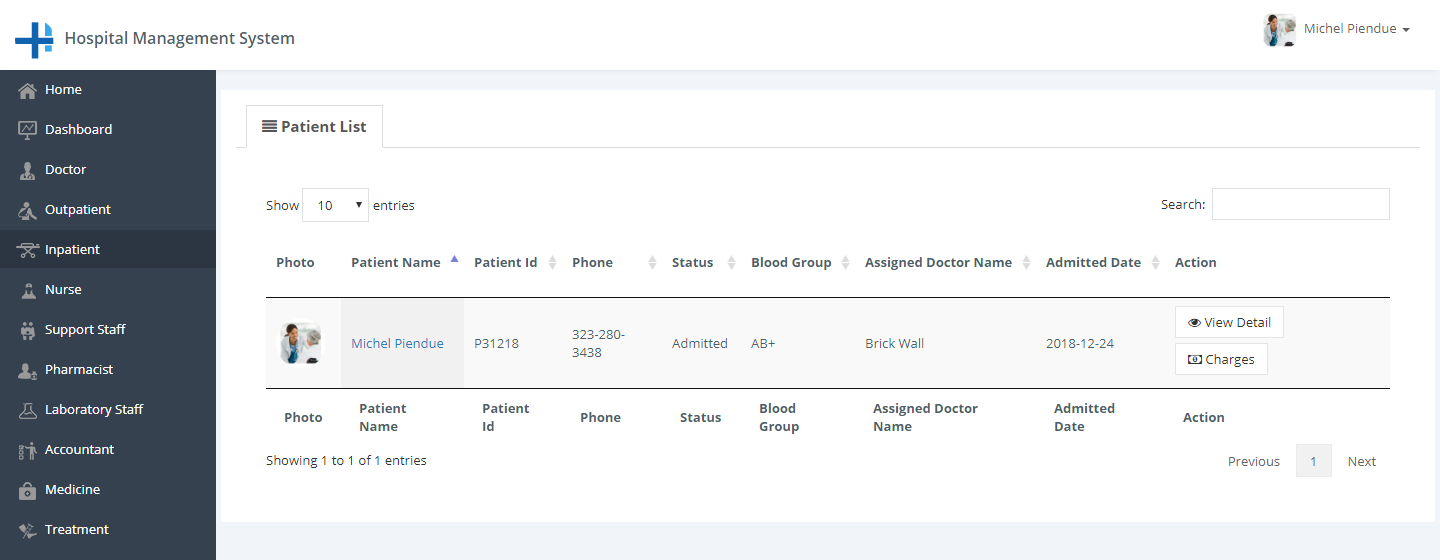 Hospital Management System
Michel Piendue
Home
Dashboard
Doctor
Outpatient
Inpatient
Nurse
Support Staff
Pharmacist
Laboratory Staff
Accountant
Medicine
Treatment
Patient List
Show 10 entries
Search:
Photo Patient Name Patient Id Phone Status Blood Group Assigned Doctor Name Admitted Date Action
Michel Piendue P31218 323-280-
3438 Admitted AB+ Brick Wall 2018-12-24
View Detail
Charges
Photo Patient
Name Patient
Id Phone Status Blood
Group Assigned Doctor
Name Admitted
Date Action
Showing 1 to 1 of 1 entries
Previous 1 Next